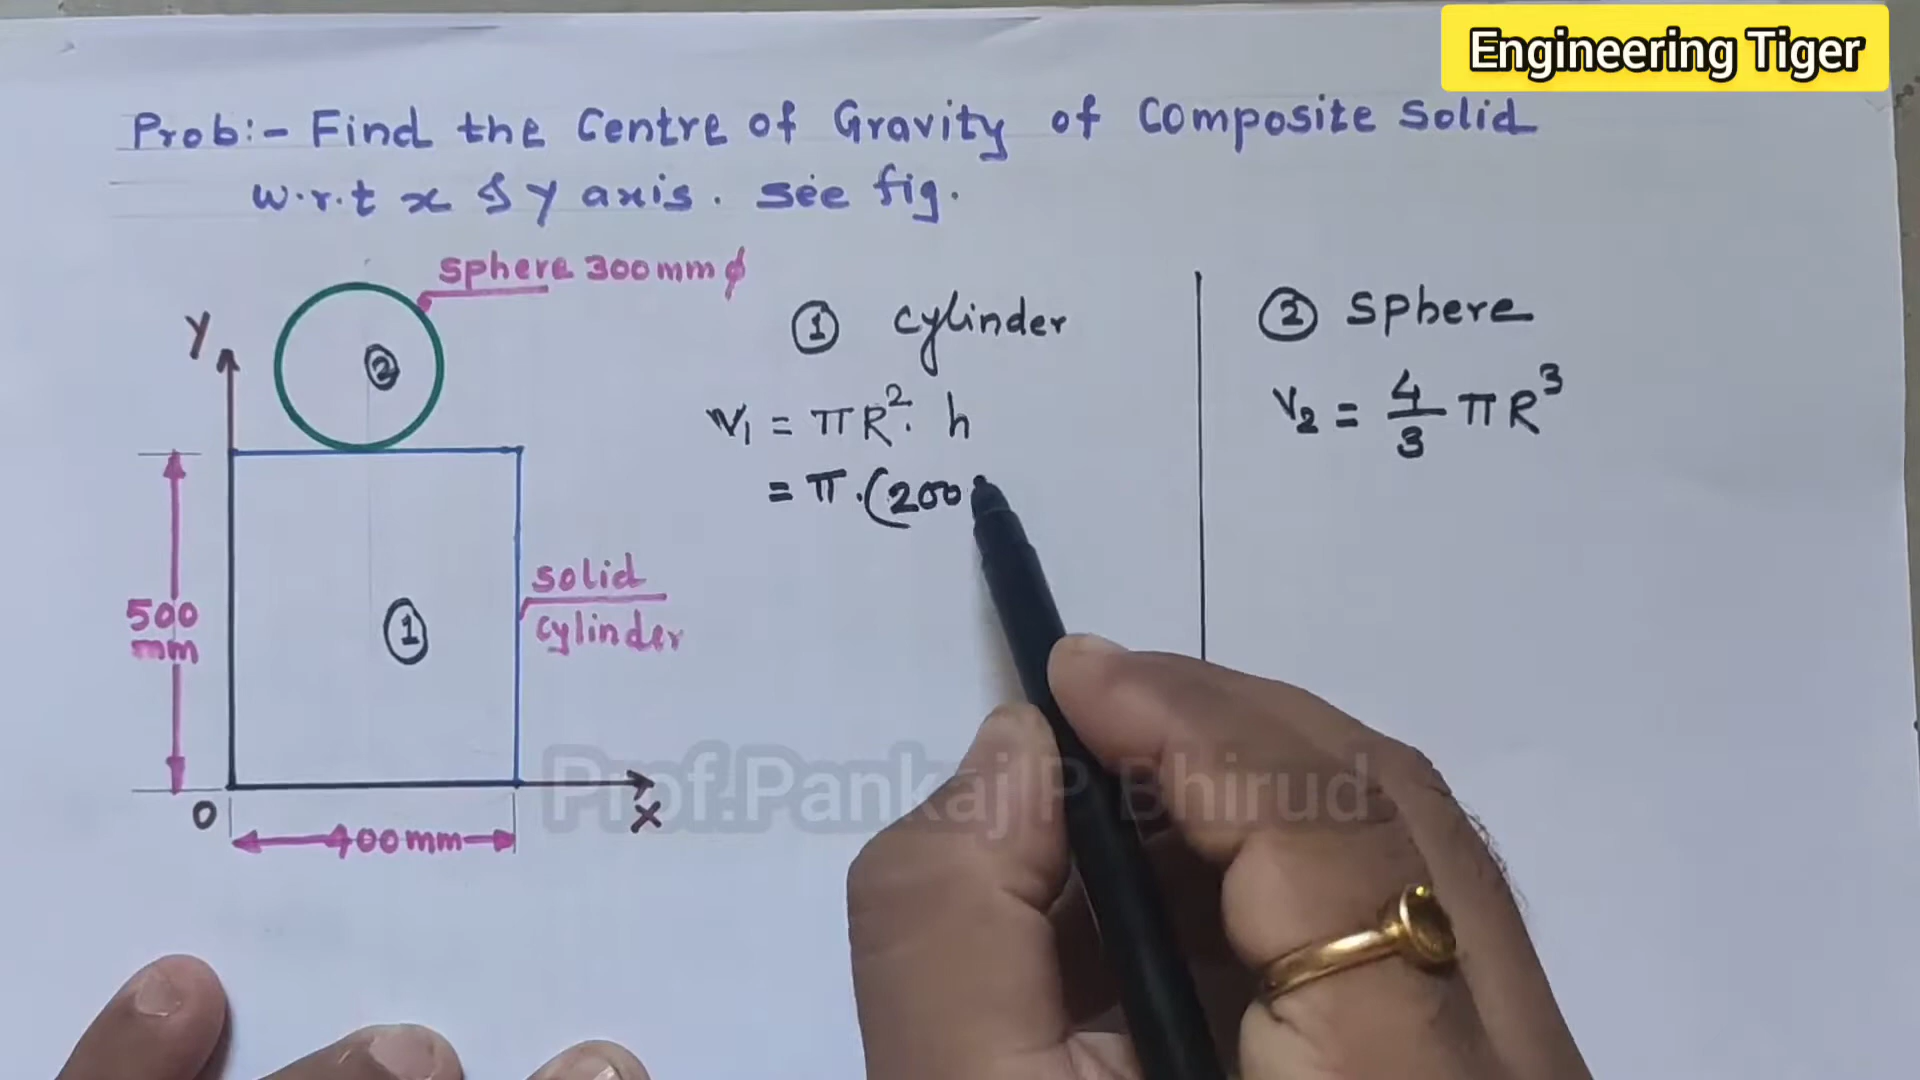 Engineering Tiger
Prob:- Find the Centre of Gravity of Composite Solid
w.r.t x & y axis. see fig.
sphere 300mm ϕ
Y
2
① cylinder
② sphere
V₁ = πR². h
V₂ = 4/3 πR³
= π.(200
500
mm
solid
cylinder
1
Prof.Pankaj P Bhirud
O
X
400mm